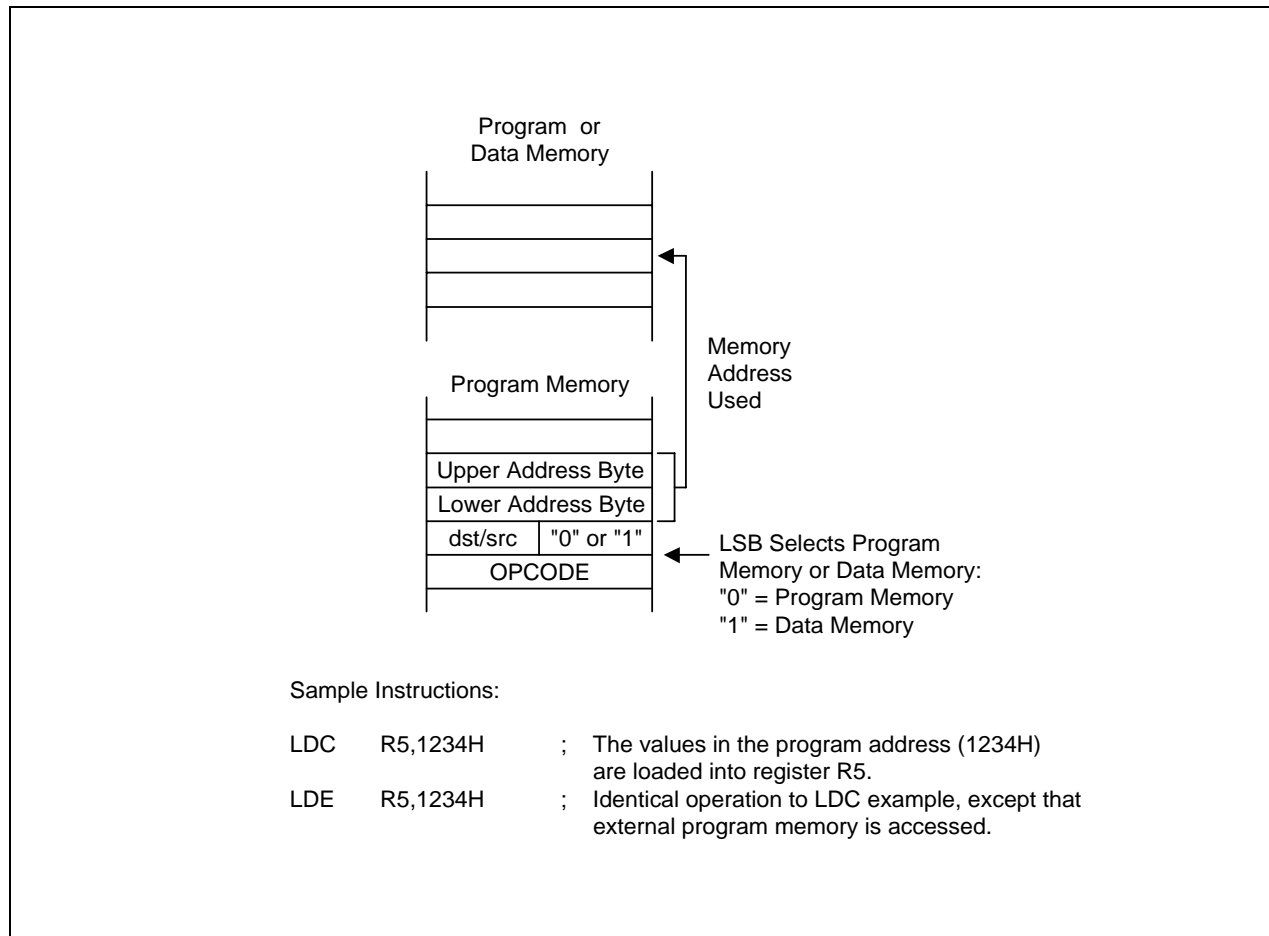 Program or
Data Memory
Memory
Address
Used
Program Memory
Upper Address Byte
Lower Address Byte
dst/src "0" or "1"
OPCODE
LSB Selects Program
Memory or Data Memory:
"0" = Program Memory
"1" = Data Memory
Sample Instructions:
LDC R5,1234H ; The values in the program address (1234H)
are loaded into register R5.
LDE R5,1234H ; Identical operation to LDC example, except that
external program memory is accessed.